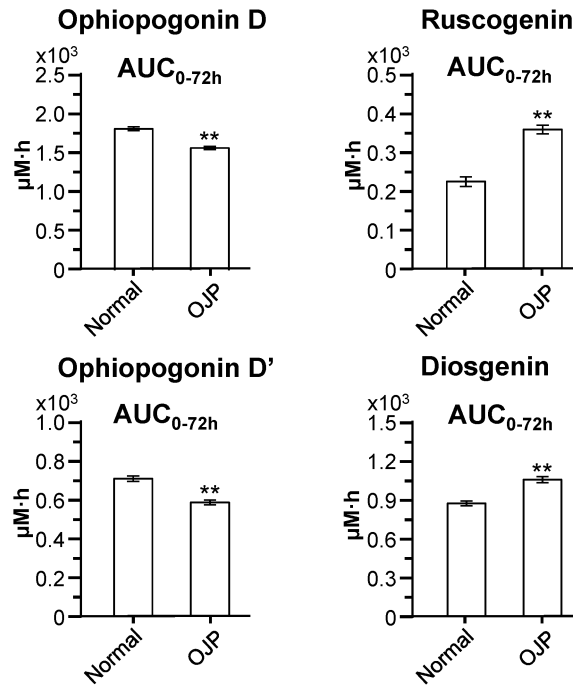 Ophiopogonin D
x10³
AUC₀₋₇₂ₕ
2.5
2.0
1.5
1.0
0.5
0
µM·h
**
Normal
OJP
Ruscogenin
x10³
AUC₀₋₇₂ₕ
0.5
0.4
0.3
0.2
0.1
0
µM·h
**
Normal
OJP
Ophiopogonin D’
x10³
AUC₀₋₇₂ₕ
1.0
0.8
0.6
0.4
0.2
0
µM·h
**
Normal
OJP
Diosgenin
x10³
AUC₀₋₇₂ₕ
1.5
1.2
0.9
0.6
0.3
0
µM·h
**
Normal
OJP